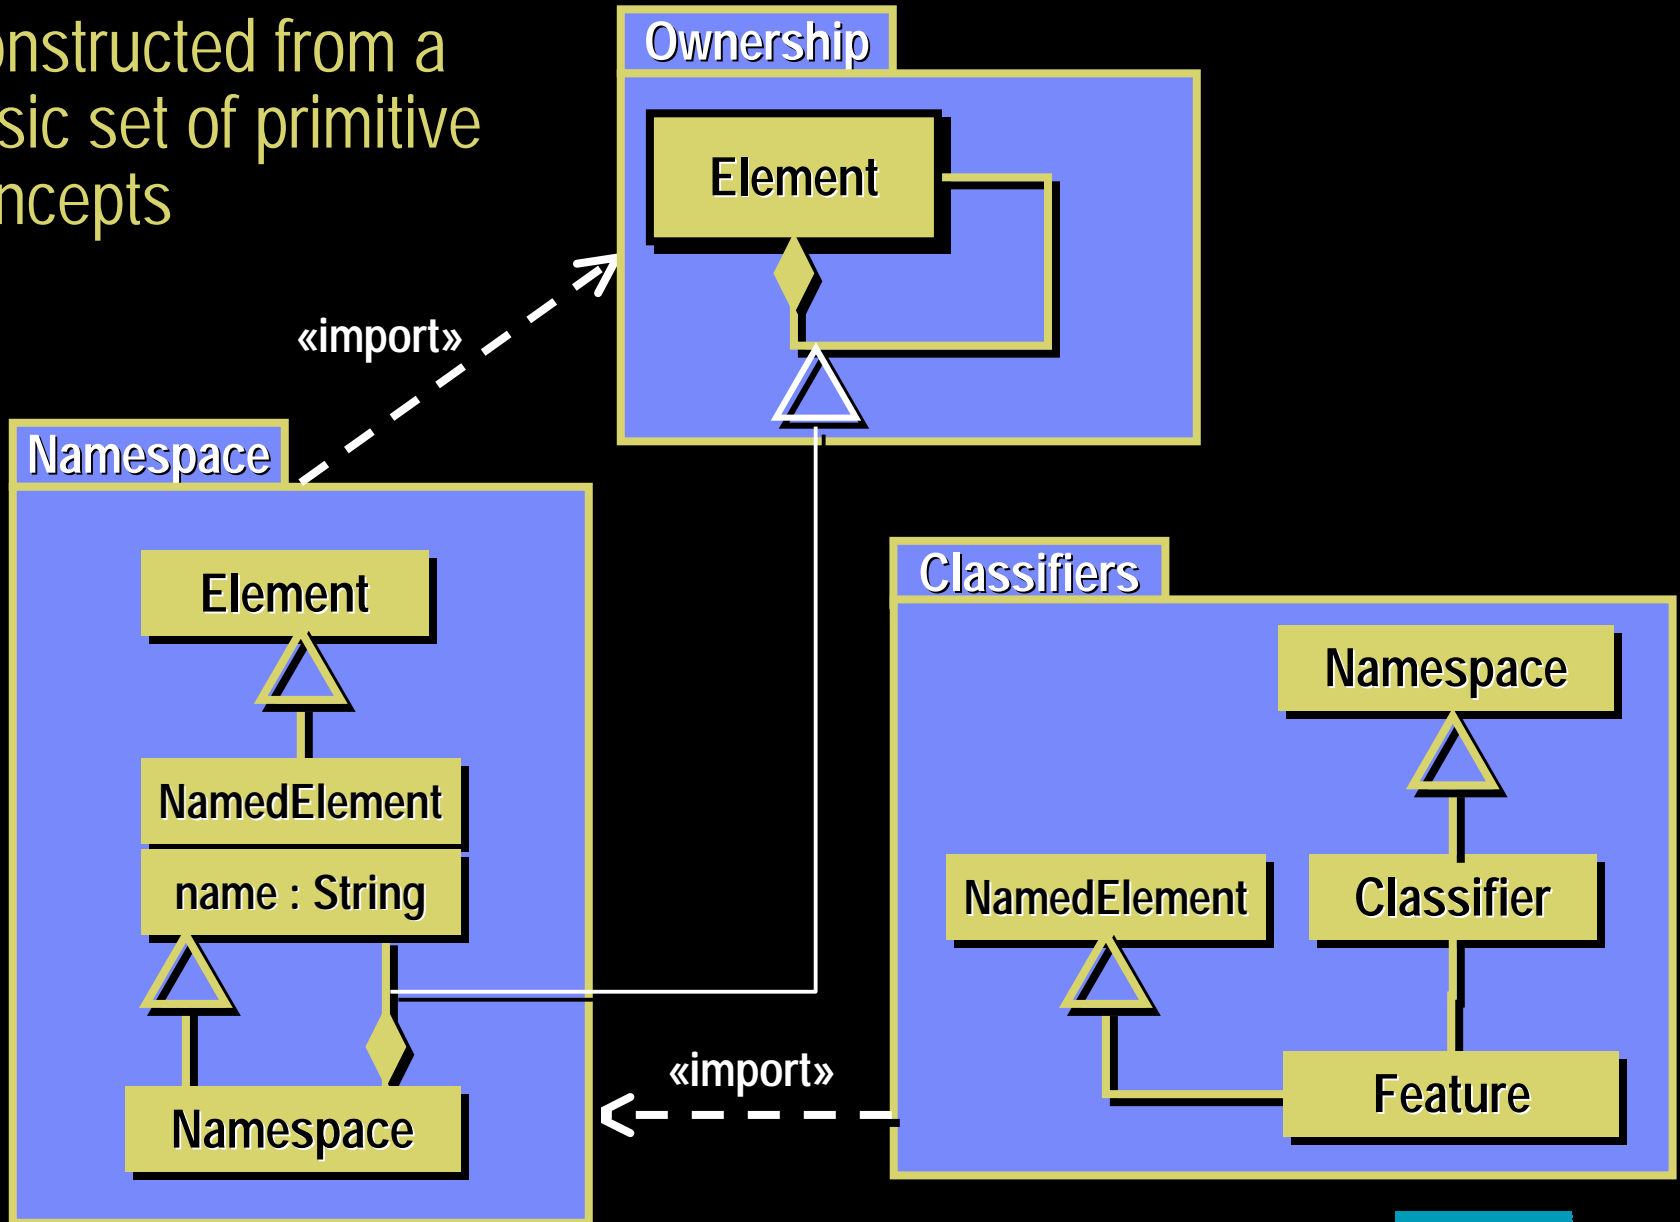 onstructed from a
sic set of primitive
ncepts
Ownership
Element
«import»
Namespace
Element
NamedElement
name : String
Namespace
«import»
Classifiers
Namespace
NamedElement
Classifier
Feature